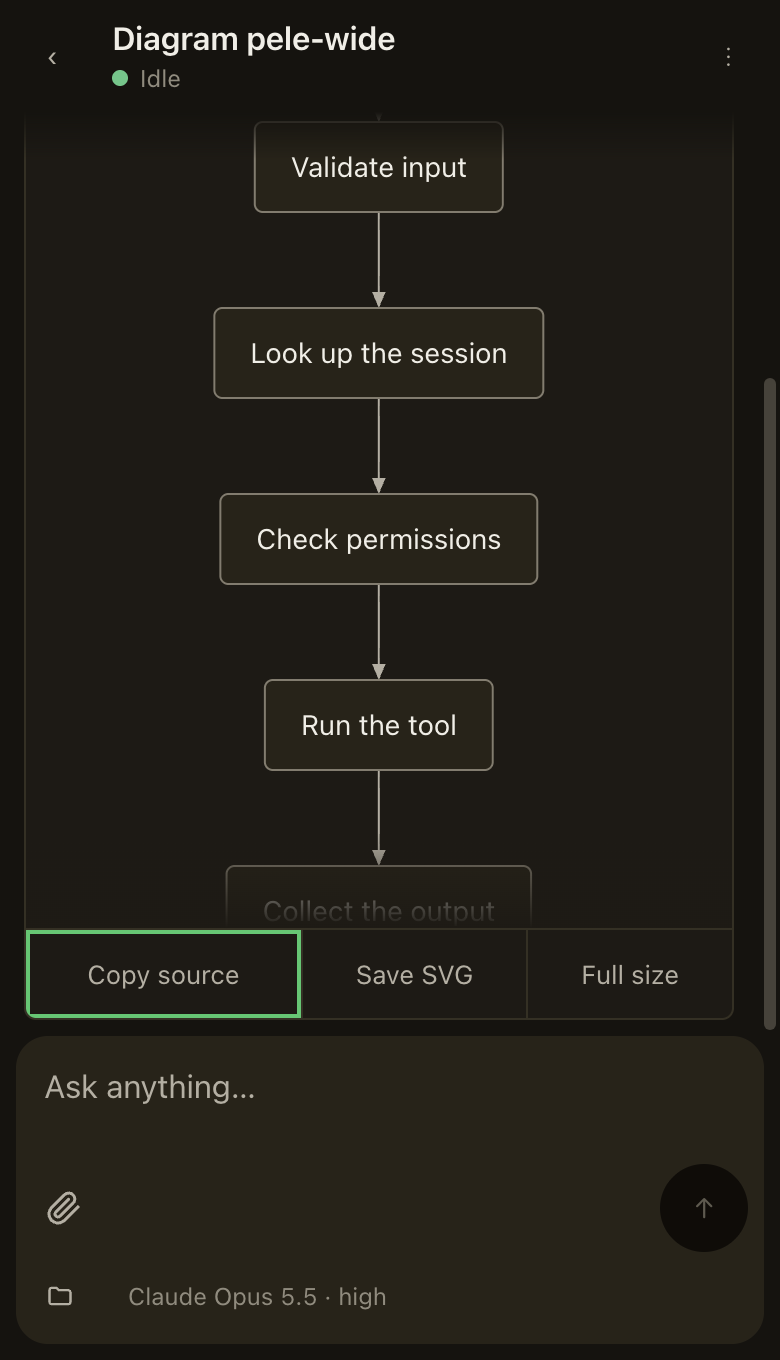 Diagram pele-wide
Idle
Validate input
Look up the session
Check permissions
Run the tool
Collect the output
Copy source
Save SVG
Full size
Ask anything...
Claude Opus 5.5 · high